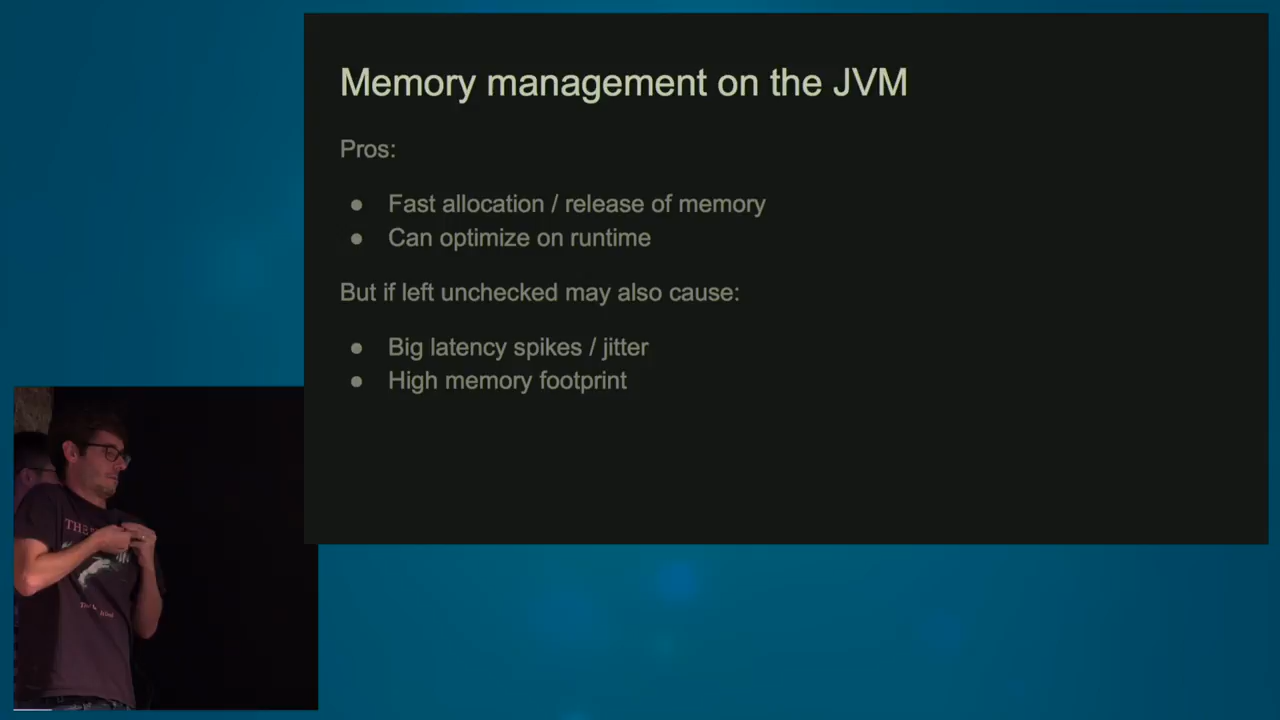 Memory management on the JVM
Pros:
● Fast allocation / release of memory
● Can optimize on runtime
But if left unchecked may also cause:
● Big latency spikes / jitter
● High memory footprint